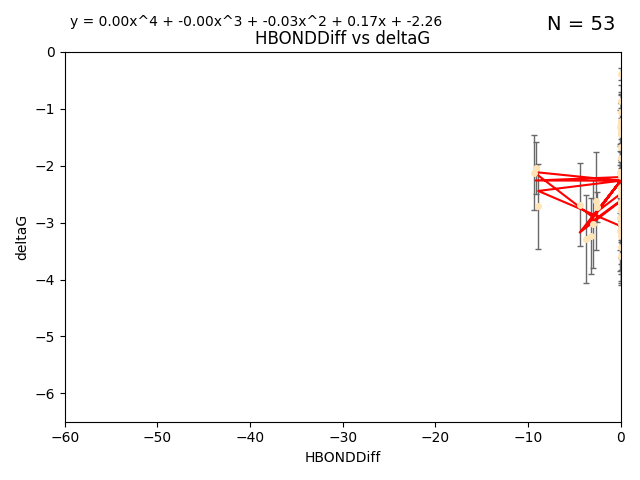 y = 0.00x^4 + -0.00x^3 + -0.03x^2 + 0.17x + -2.26
N = 53
HBONDDiff vs deltaG
0
−1
−2
−3
−4
−5
−6
deltaG
−60 −50 −40 −30 −20 −10 0
HBONDDiff